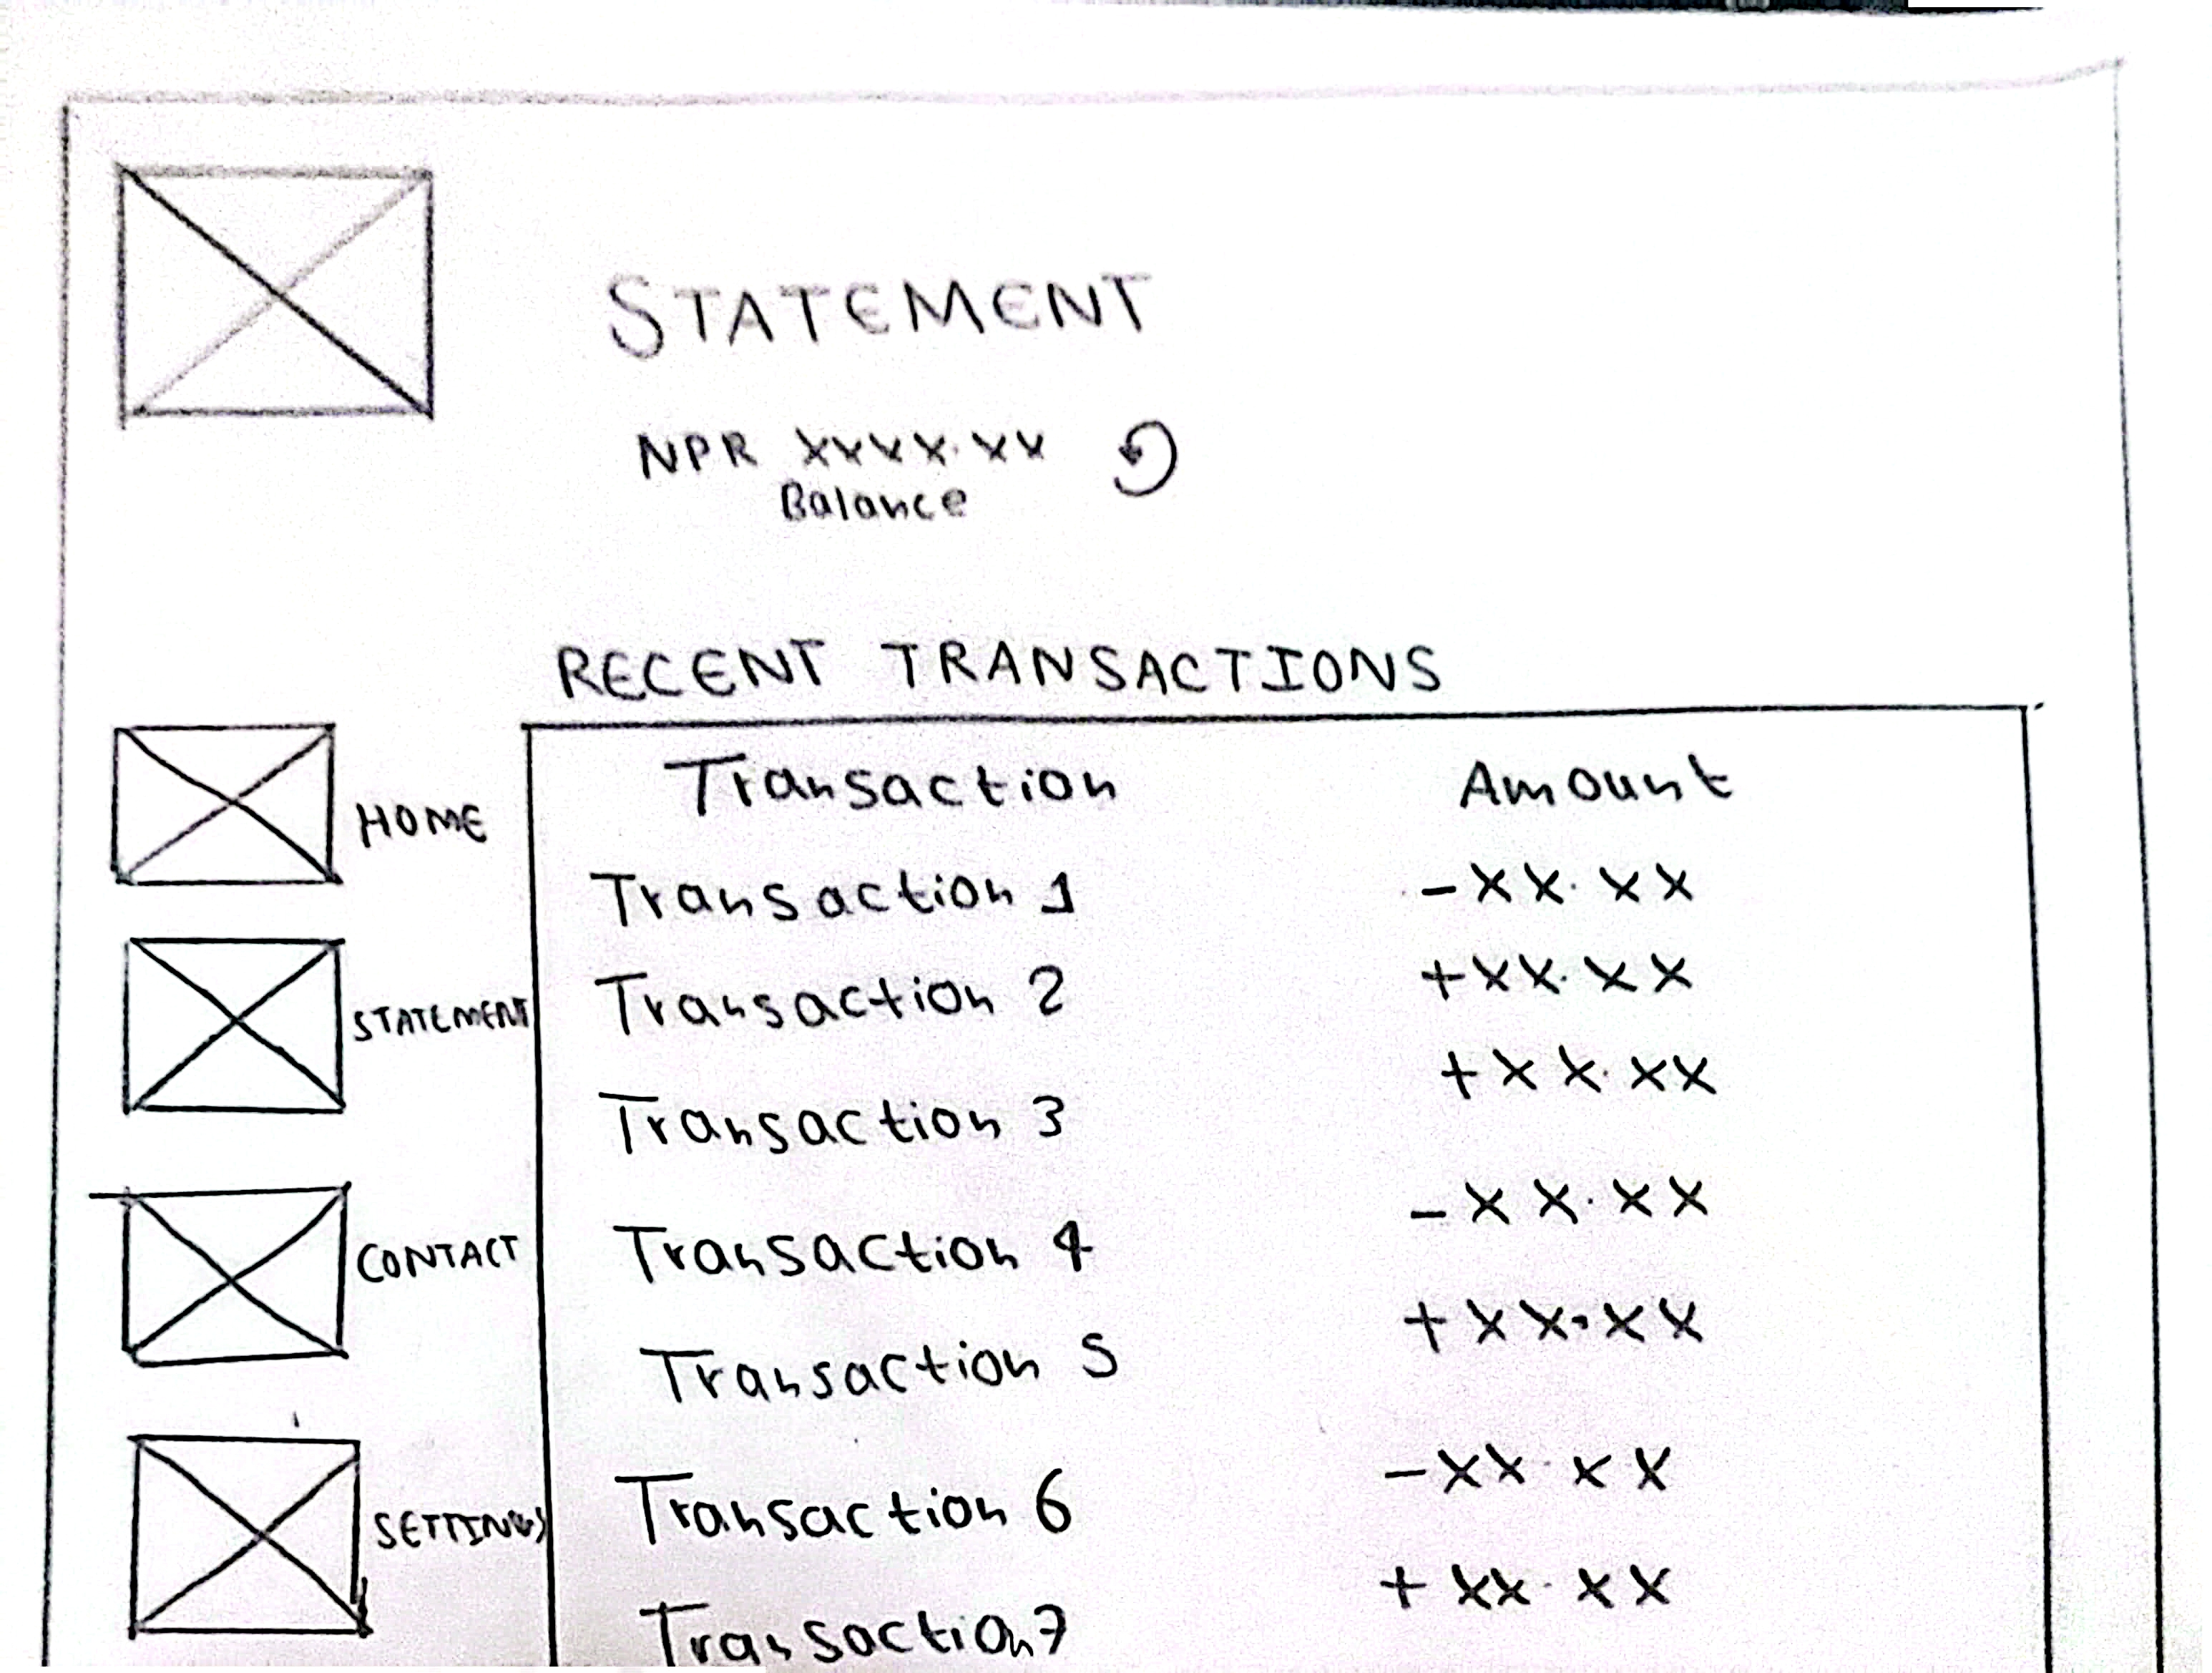 STATEMENT
NPR xxxx.xx
Balance
RECENT TRANSACTIONS
HOME
STATEMENT
CONTACT
SETTINGS
Transaction Amount
Transaction 1 -xx.xx
Transaction 2 +xx.xx
Transaction 3 +xx.xx
Transaction 4 -xx.xx
Transaction 5 +xx.xx
Transaction 6 -xx.xx
Transaction 7 +xx.xx